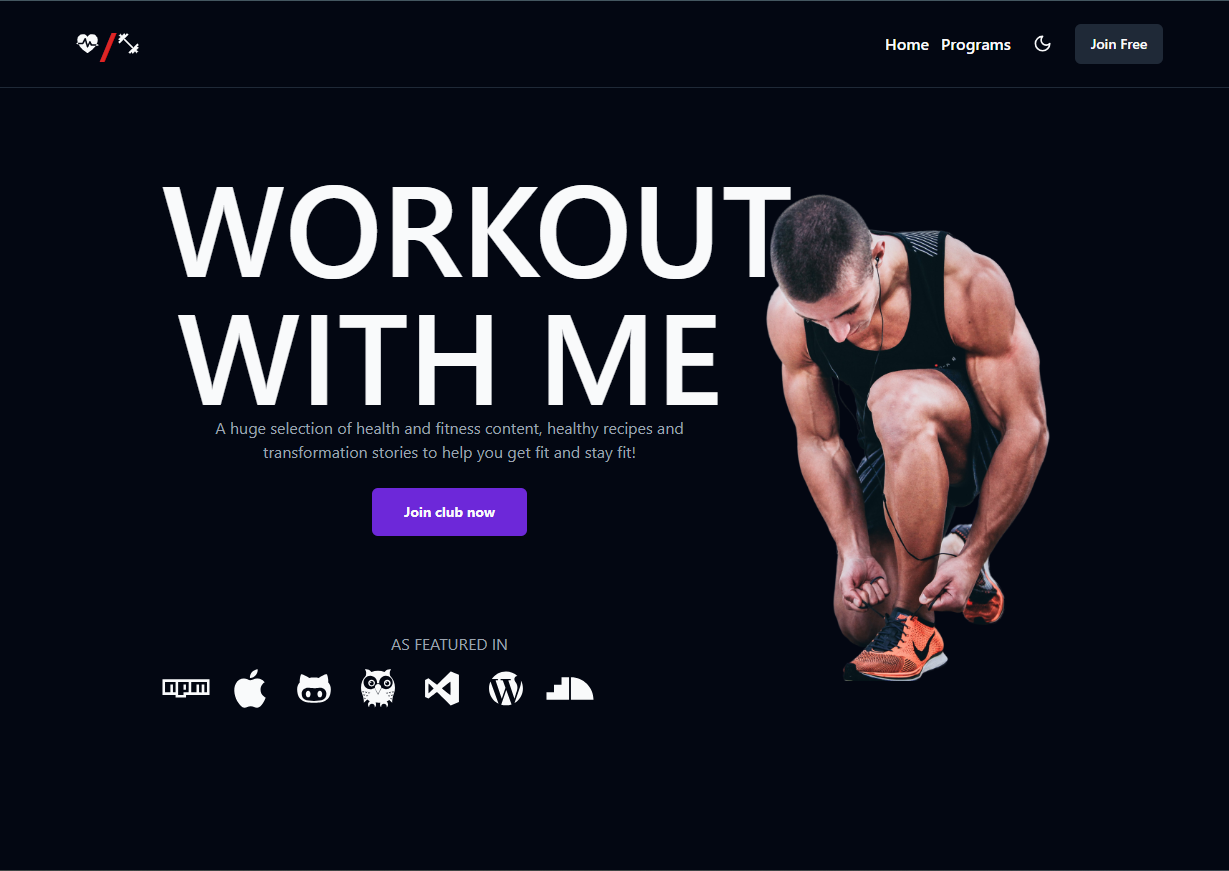 Home Programs Join Free
WORKOUT
WITH ME
A huge selection of health and fitness content, healthy recipes and
transformation stories to help you get fit and stay fit!
Join club now
AS FEATURED IN
npm